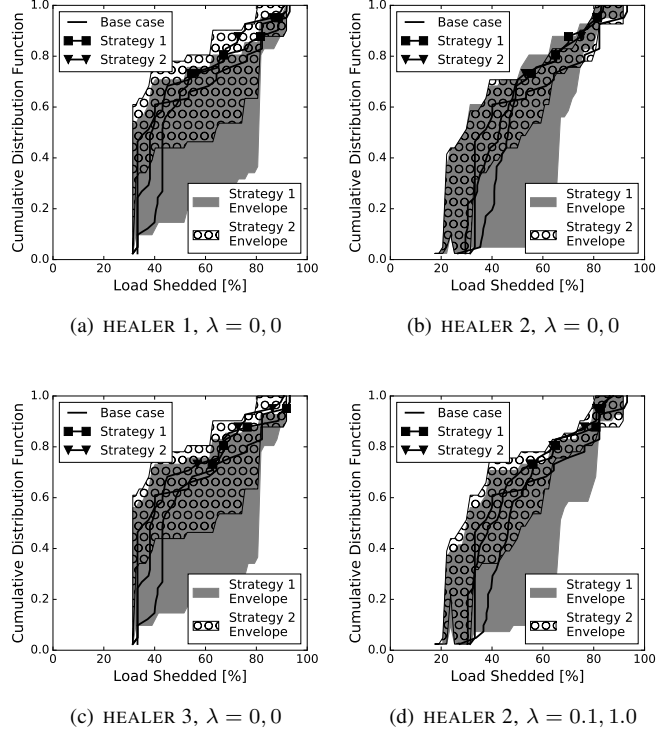 1.0
0.8
0.6
0.4
0.2
0.0
Cumulative Distribution Function
Base case
Strategy 1
Strategy 2
Strategy 1
Envelope
Strategy 2
Envelope
0 20 40 60 80 100
Load Shedded [%]
(a) HEALER 1, λ = 0, 0
1.0
0.8
0.6
0.4
0.2
0.0
Cumulative Distribution Function
Base case
Strategy 1
Strategy 2
Strategy 1
Envelope
Strategy 2
Envelope
0 20 40 60 80 100
Load Shedded [%]
(b) HEALER 2, λ = 0, 0
1.0
0.8
0.6
0.4
0.2
0.0
Cumulative Distribution Function
Base case
Strategy 1
Strategy 2
Strategy 1
Envelope
Strategy 2
Envelope
0 20 40 60 80 100
Load Shedded [%]
(c) HEALER 3, λ = 0, 0
1.0
0.8
0.6
0.4
0.2
0.0
Cumulative Distribution Function
Base case
Strategy 1
Strategy 2
Strategy 1
Envelope
Strategy 2
Envelope
0 20 40 60 80 100
Load Shedded [%]
(d) HEALER 2, λ = 0.1, 1.0